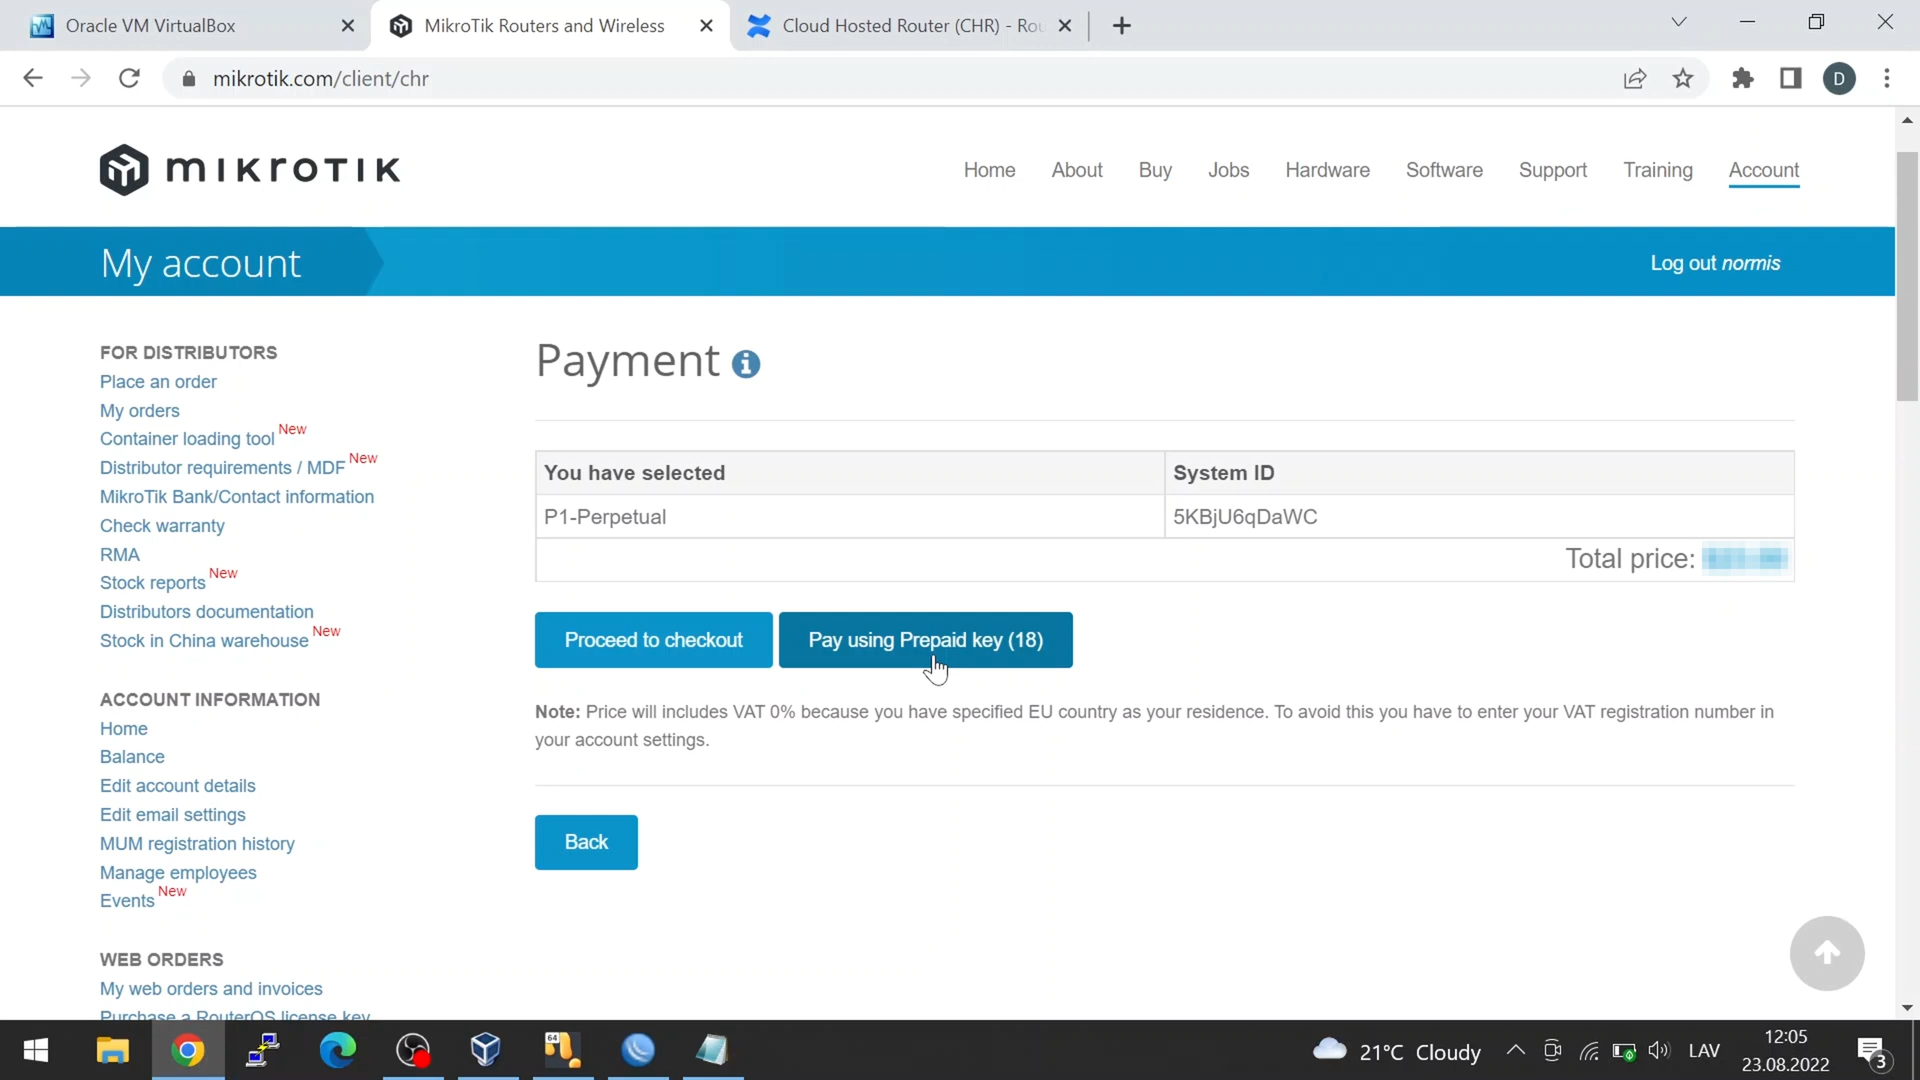 Oracle VM VirtualBox
MikroTik Routers and Wireless
Cloud Hosted Router (CHR) - Rou
mikrotik.com/client/chr
D
mikrotik
Home About Buy Jobs Hardware Software Support Training Account
My account
Log out normis
FOR DISTRIBUTORS
Place an order
My orders
Container loading tool New
Distributor requirements / MDF New
MikroTik Bank/Contact information
Check warranty
RMA
Stock reports New
Distributors documentation
Stock in China warehouse New
ACCOUNT INFORMATION
Home
Balance
Edit account details
Edit email settings
MUM registration history
Manage employees
Events New
WEB ORDERS
My web orders and invoices
Purchase a RouterOS license key
Payment
You have selected System ID
P1-Perpetual 5KBjU6qDaWC
Total price:
Proceed to checkout Pay using Prepaid key (18)
Note: Price will includes VAT 0% because you have specified EU country as your residence. To avoid this you have to enter your VAT registration number in
your account settings.
Back
64
21°C Cloudy
LAV
12:05
23.08.2022
3